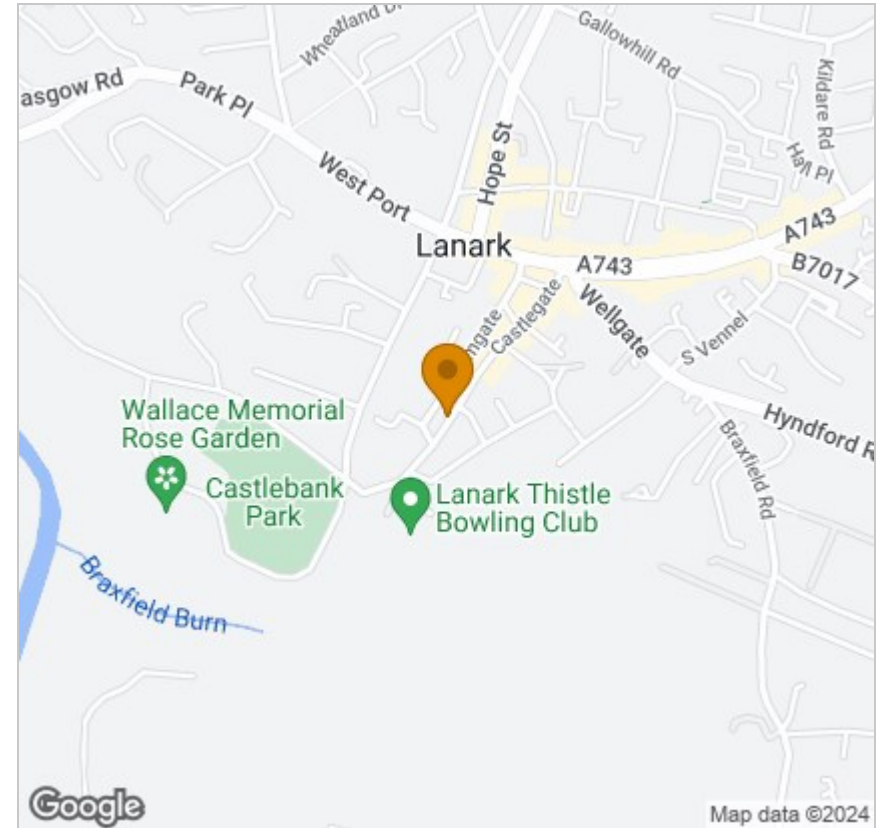 Wheatland
Gallowhill Rd
Kildare Rd
asgow Rd
Park Pl
Hall Pl
West Port
Hope St
A743
Lanark
A743
B7017
Castlegate
Wellgate
S Vennel
Wallace Memorial
Rose Garden
Hyndford R
Braxfield Rd
Castlebank
Park
Lanark Thistle
Bowling Club
Braxfield Burn
Google
Map data ©2024